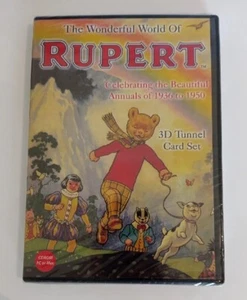 The Wonderful World Of
RUPERT
Celebrating the Beautiful
Annuals of 1936 to 1950
3D Tunnel
Card Set